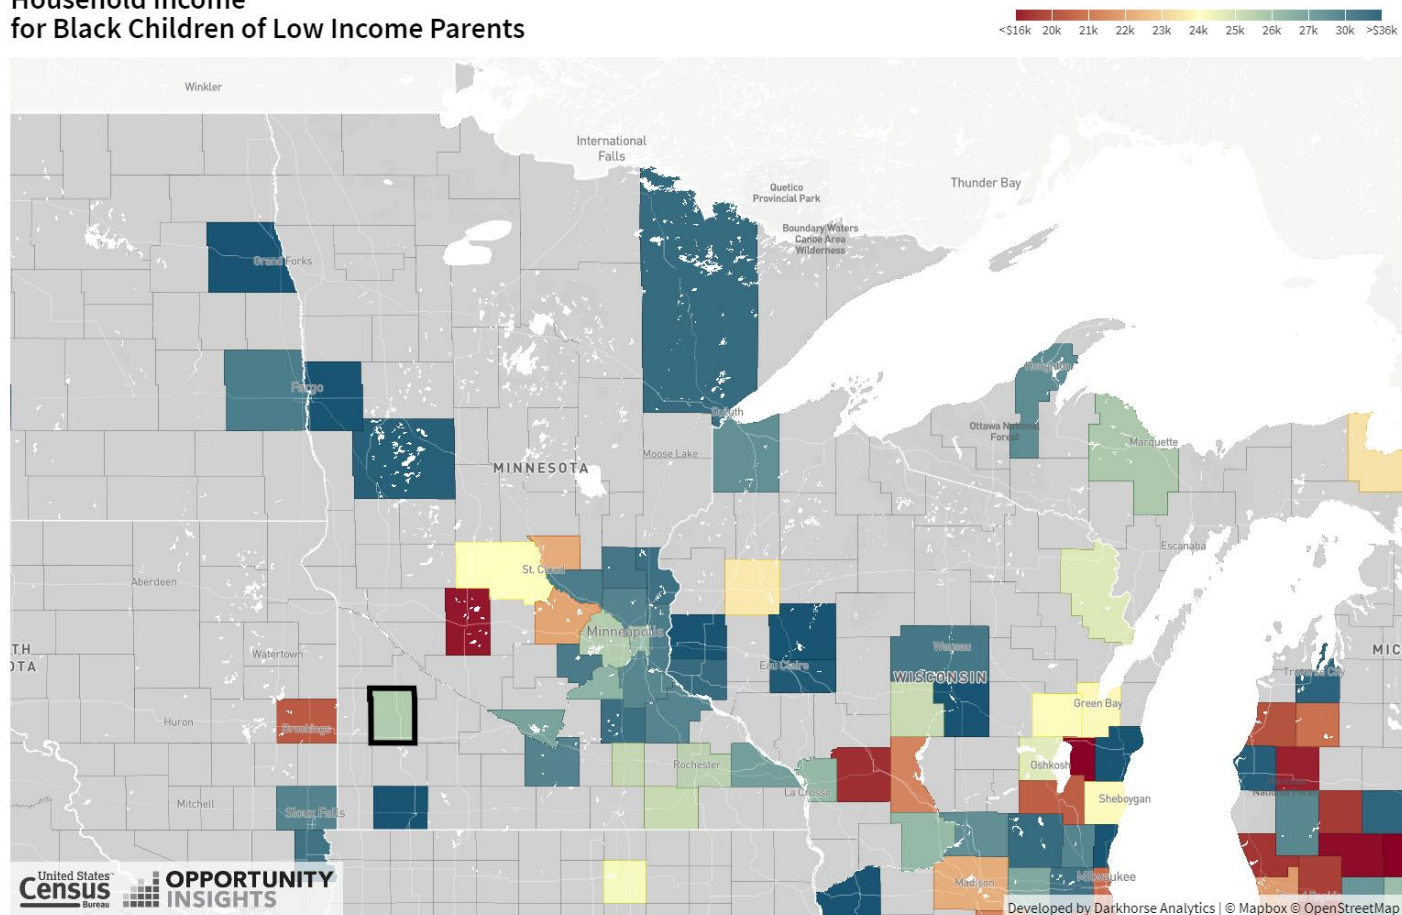 Household Income
for Black Children of Low Income Parents
<$16k 20k 21k 22k 23k 24k 25k 26k 27k 30k >$36k
Winkler
International
Falls
Thunder Bay
Quetico
Provincial Park
Boundary Waters
Canoe Area
Wilderness
Grand Forks
Fargo
Houghton
Duluth
Ottawa National
Forest
Marquette
MINNESOTA
Moose Lake
Escanaba
St. Cloud
Aberdeen
Minneapolis
TH
OTA
Watertown
Wausau
MIC
Eau Claire
Traverse City
WISCONSIN
Green Bay
Huron
Brookings
Rochester
Oshkosh
La Crosse
Mitchell
Sioux Falls
Sheboygan
Madison
Milwaukee
United States®
Census
Bureau
OPPORTUNITY
INSIGHTS
Developed by Darkhorse Analytics | © Mapbox © OpenStreetMap